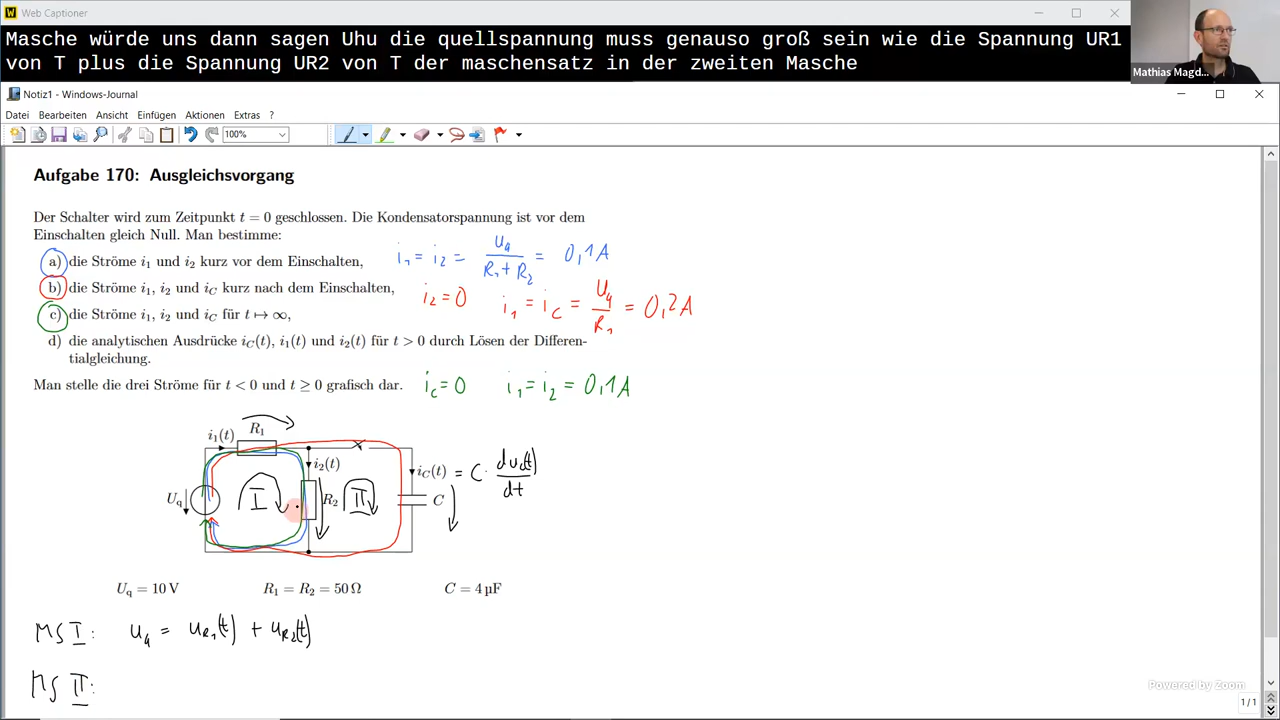 Web Captioner
Masche würde uns dann sagen Uhu die quellspannung muss genauso groß sein wie die Spannung UR1
von T plus die Spannung UR2 von T der maschensatz in der zweiten Masche
Mathias Magd...
Notiz1 - Windows-Journal
Datei Bearbeiten Ansicht Einfügen Aktionen Extras ?
100%
Aufgabe 170: Ausgleichsvorgang
Der Schalter wird zum Zeitpunkt t = 0 geschlossen. Die Kondensatorspannung ist vor dem
Einschalten gleich Null. Man bestimme:
a) die Ströme i₁ und i₂ kurz vor dem Einschalten, i₁ = i₂ = Uq / (R₁ + R₂) = 0,1A
b) die Ströme i₁, i₂ und iC kurz nach dem Einschalten, i₂ = 0 i₁ = iC = Uq / R₁ = 0,2A
c) die Ströme i₁, i₂ und iC für t ↦ ∞,
d) die analytischen Ausdrücke iC(t), i₁(t) und i₂(t) für t > 0 durch Lösen der Differen-
tialgleichung.
Man stelle die drei Ströme für t < 0 und t ≥ 0 grafisch dar. iC = 0 i₁ = i₂ = 0,1A
i₁(t) R₁
i₂(t) iC(t) = C · duC(t) / dt
Uq I R₂ II C
Uq = 10 V R₁ = R₂ = 50 Ω C = 4 µF
MS I: Uq = uR₁(t) + uR₂(t)
MS II:
Powered by Zoom
1 / 1